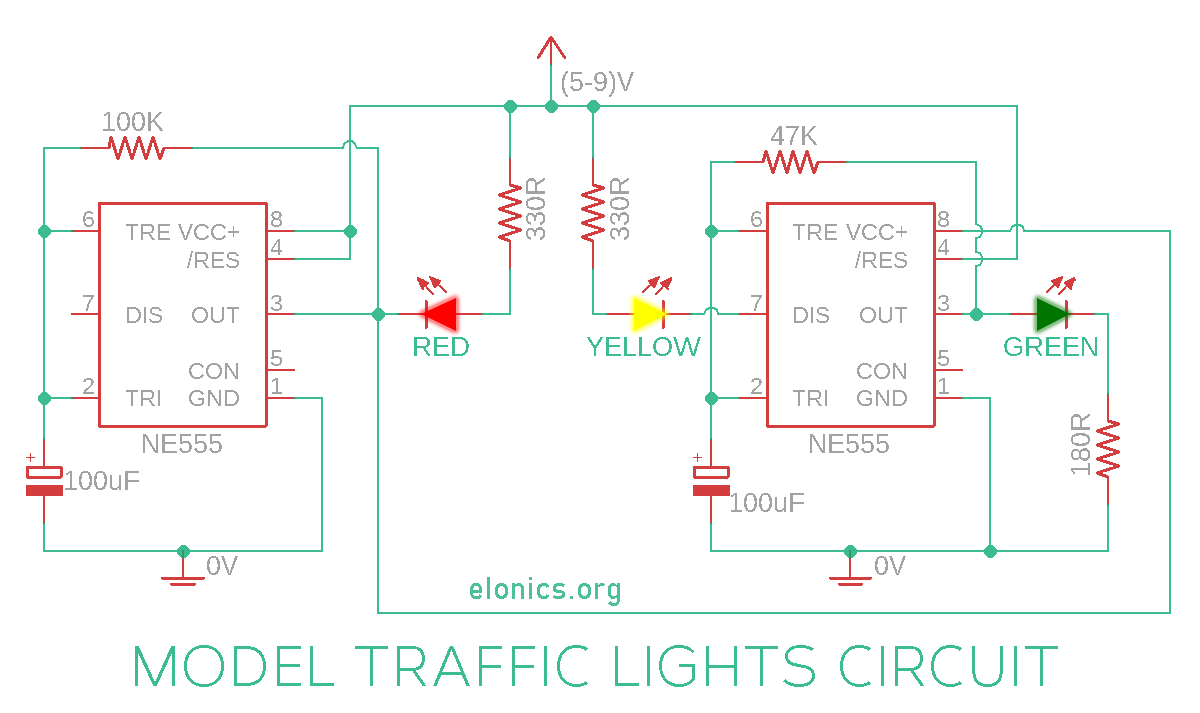 (5-9)V
100K
47K
330R
330R
6 TRE VCC+ 8
/RES 4
7 DIS OUT 3
CON 5
2 TRI GND 1
NE555
+
100uF
0V
RED
YELLOW
6 TRE VCC+ 8
/RES 4
7 DIS OUT 3
CON 5
2 TRI GND 1
NE555
+
100uF
0V
GREEN
180R
elonics.org
MODEL TRAFFIC LIGHTS CIRCUIT